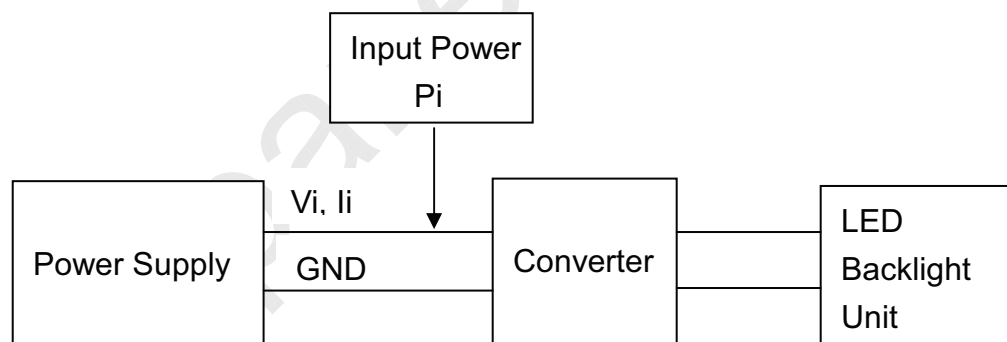 Input Power
Pi
Vi, Ii
Power Supply
GND
Converter
LED
Backlight
Unit